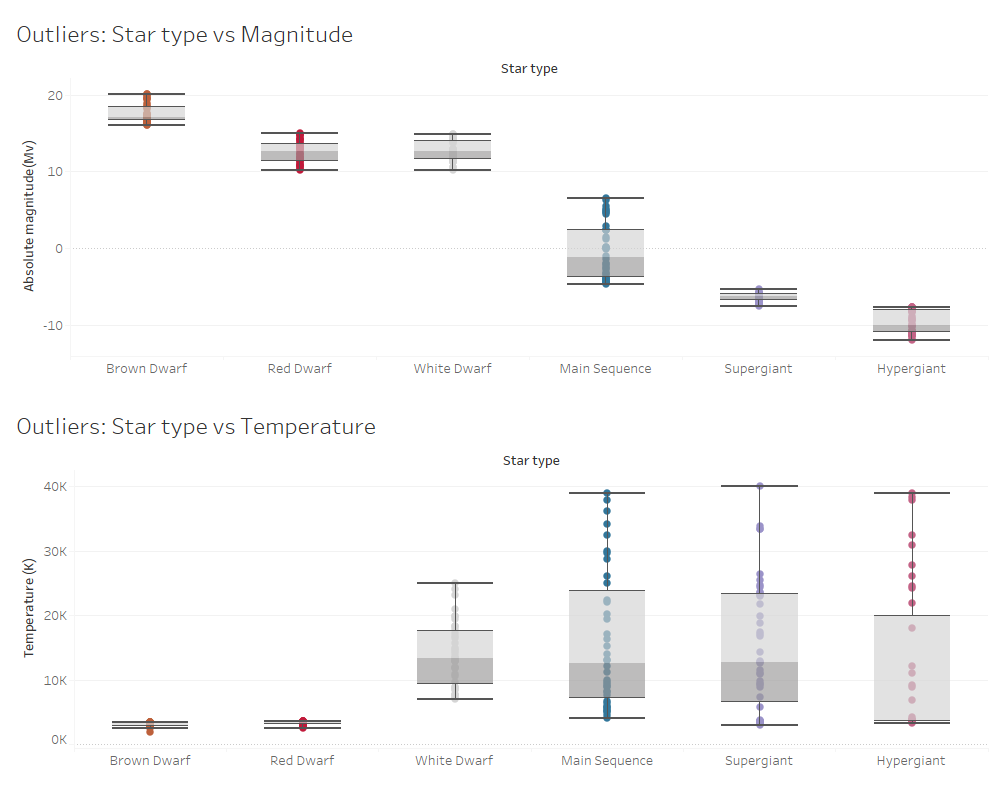 Outliers: Star type vs Magnitude
Star type
Absolute magnitude(Mv)
20
10
0
-10
Brown Dwarf Red Dwarf White Dwarf Main Sequence Supergiant Hypergiant
Outliers: Star type vs Temperature
Star type
Temperature (K)
40K
30K
20K
10K
0K
Brown Dwarf Red Dwarf White Dwarf Main Sequence Supergiant Hypergiant